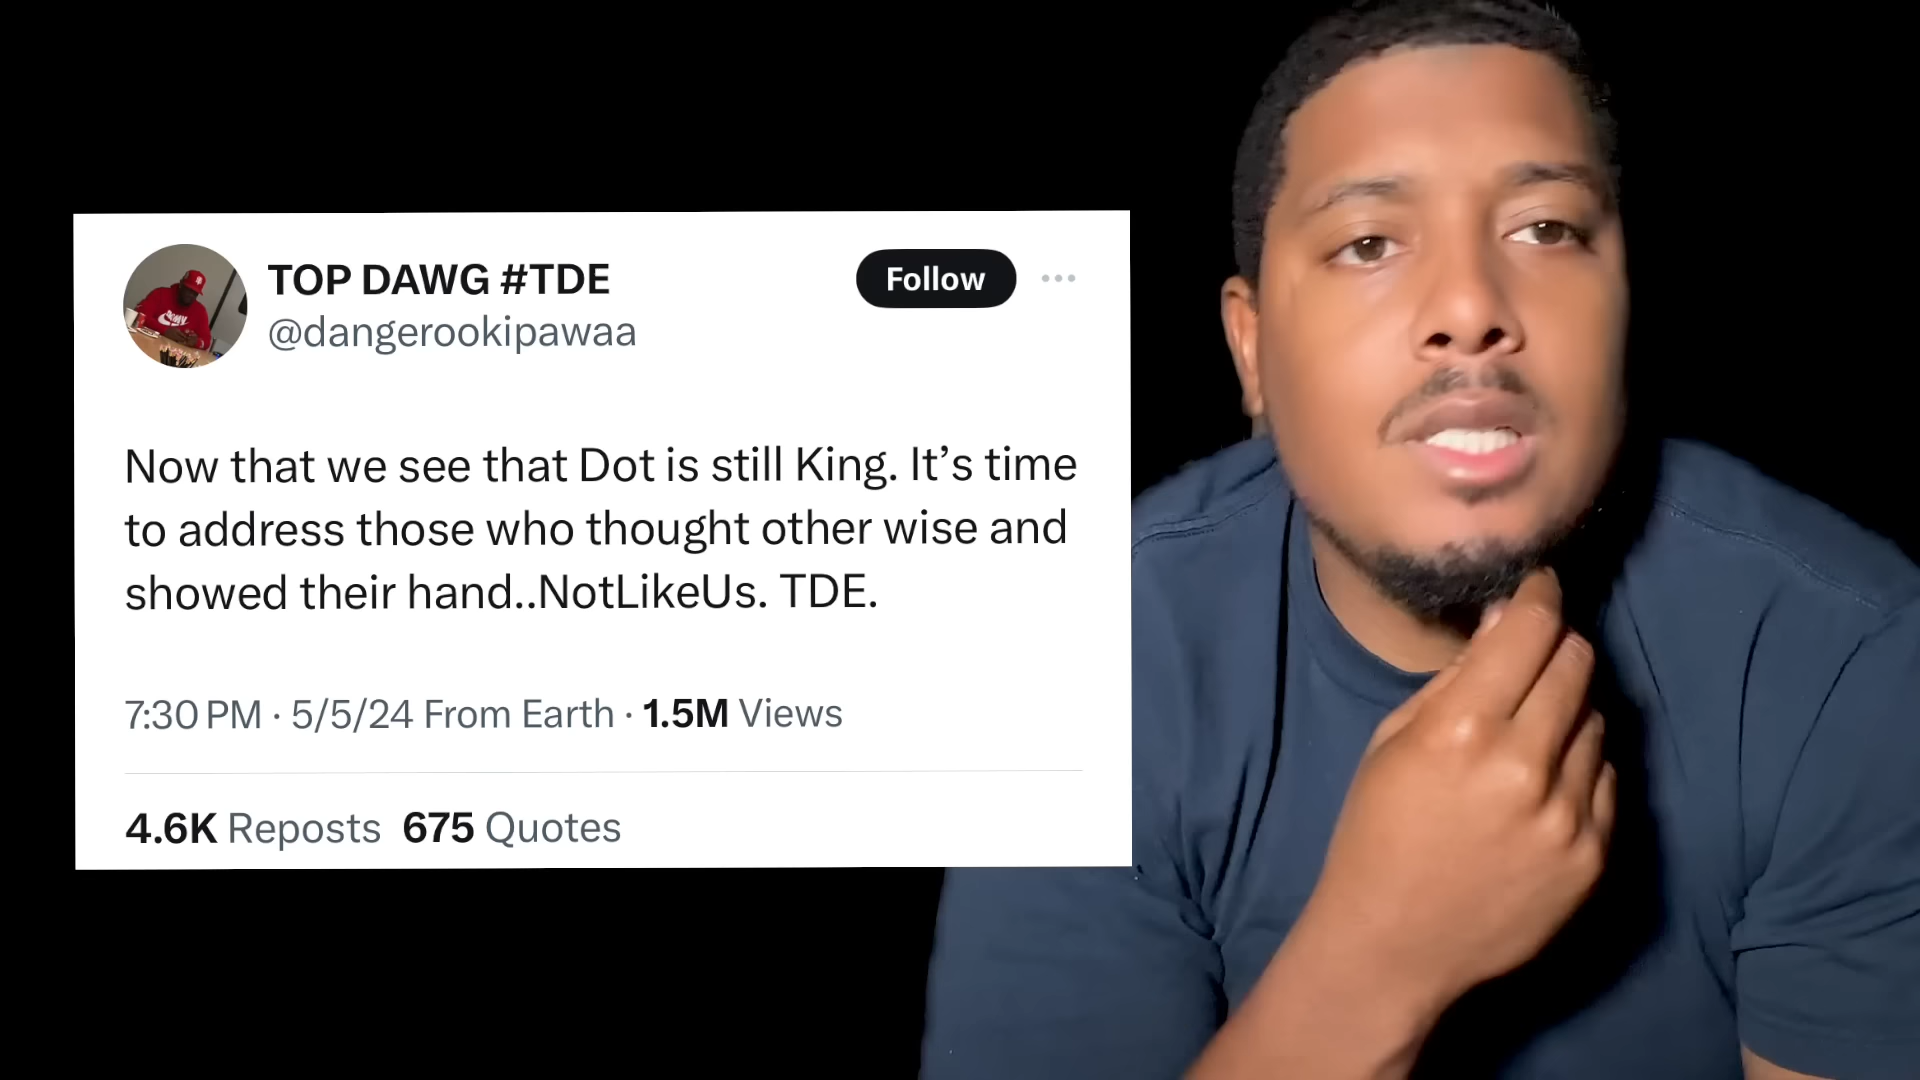 TOP DAWG #TDE
@dangerookipawaa
Follow
Now that we see that Dot is still King. It’s time
to address those who thought other wise and
showed their hand..NotLikeUs. TDE.
7:30 PM · 5/5/24 From Earth · 1.5M Views
4.6K Reposts 675 Quotes